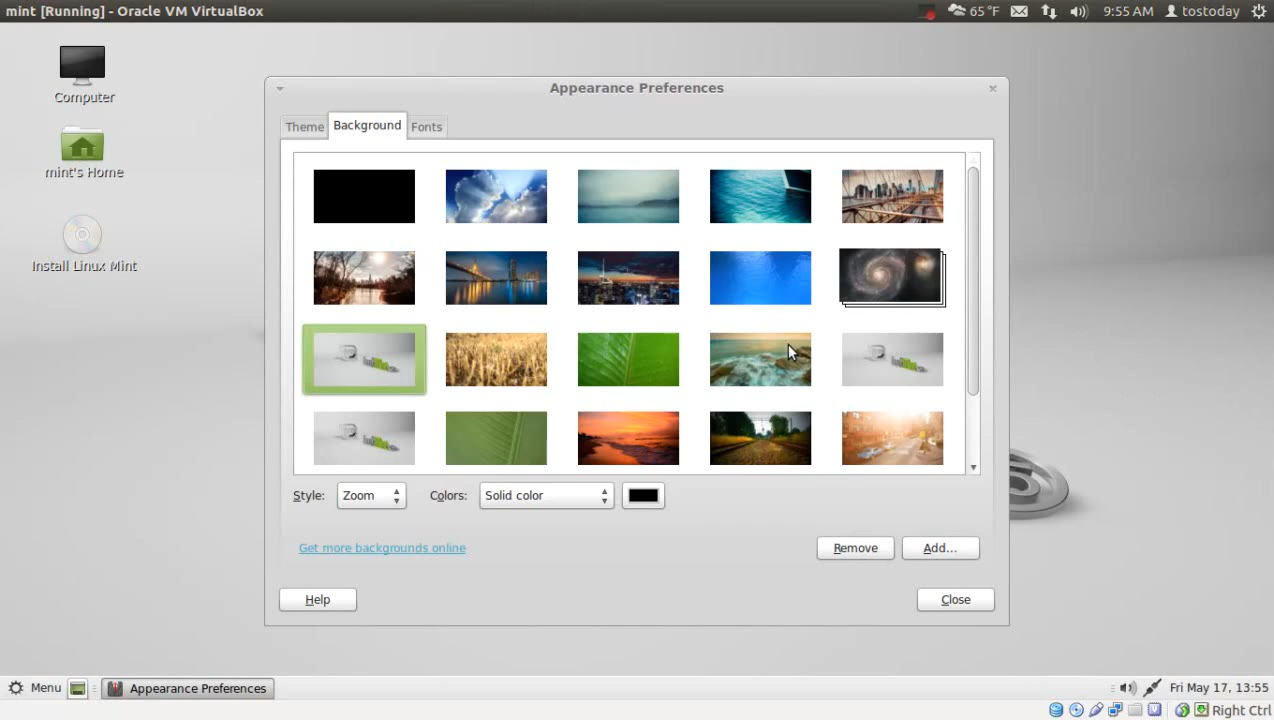 mint [Running] - Oracle VM VirtualBox
65 °F
9:55 AM
tostoday
Computer
mint's Home
Install Linux Mint
Appearance Preferences
Theme
Background
Fonts
Style:
Zoom
Colors:
Solid color
Get more backgrounds online
Remove
Add...
Help
Close
Menu
Appearance Preferences
Fri May 17, 13:55
Right Ctrl